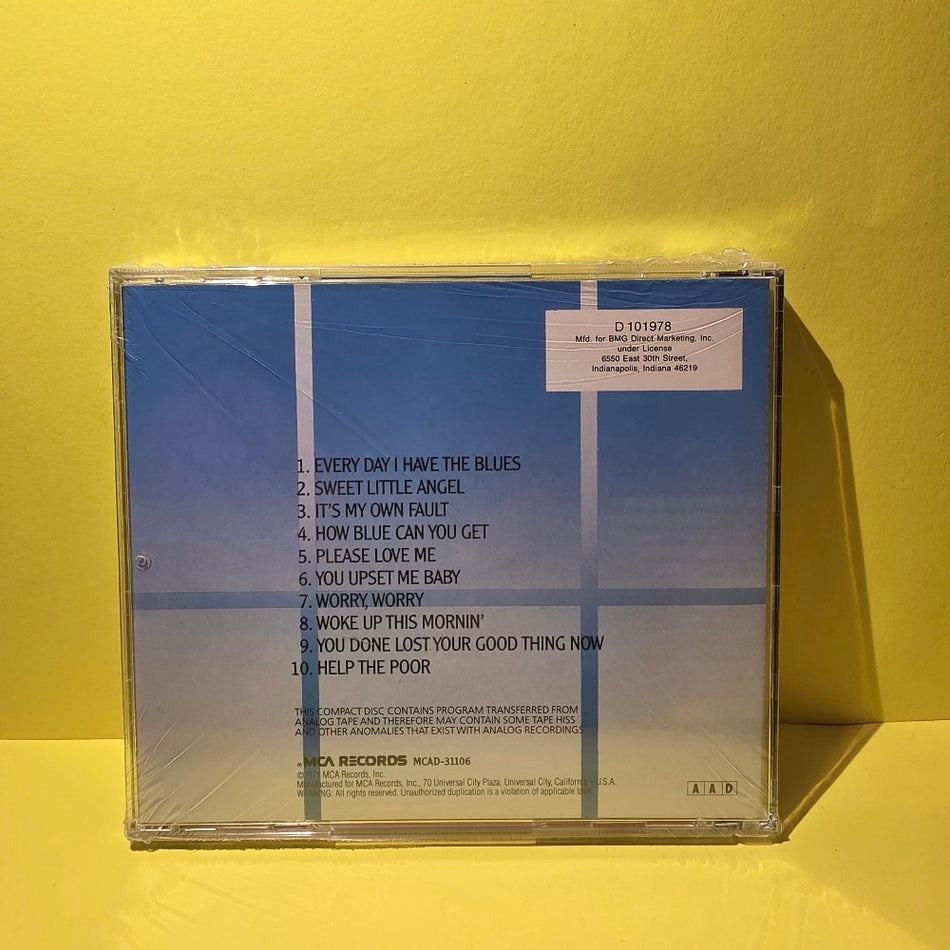 D 101978
Mfd. for BMG Direct Marketing, Inc.
under License
6550 East 30th Street,
Indianapolis, Indiana 46219
1. EVERY DAY I HAVE THE BLUES
2. SWEET LITTLE ANGEL
3. IT'S MY OWN FAULT
4. HOW BLUE CAN YOU GET
5. PLEASE LOVE ME
6. YOU UPSET ME BABY
7. WORRY, WORRY
8. WOKE UP THIS MORNIN'
9. YOU DONE LOST YOUR GOOD THING NOW
10. HELP THE POOR
THIS COMPACT DISC CONTAINS PROGRAM TRANSFERRED FROM
ANALOG TAPE AND THEREFORE MAY CONTAIN SOME TAPE HISS
AND OTHER ANOMALIES THAT EXIST WITH ANALOG RECORDINGS.
MCA RECORDS MCAD-31106
©1971 MCA Records, Inc.
Manufactured for MCA Records, Inc., 70 Universal City Plaza, Universal City, California – U.S.A.
WARNING: All rights reserved. Unauthorized duplication is a violation of applicable laws.
A A D